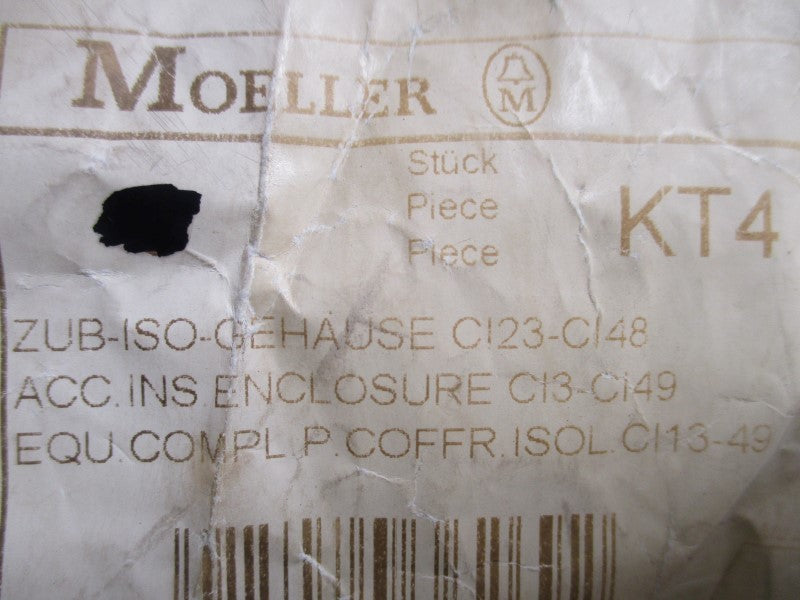 MOELLER M
Stück
Piece
Piece
KT4
ZUB-ISO-GEHÄUSE CI23-CI48
ACC.INS ENCLOSURE CI3-CI49
EQU.COMPL.P.COFFR.ISOL.CI13-49